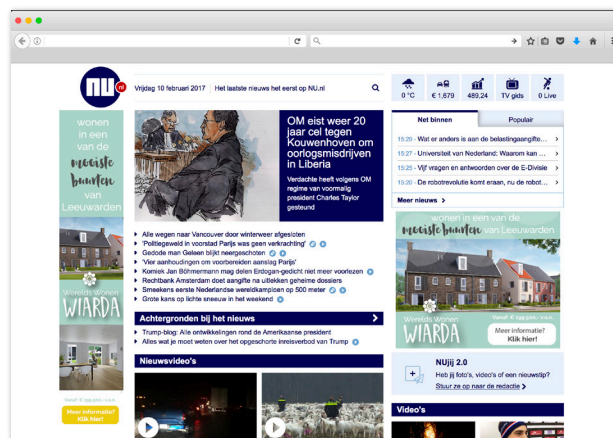 NU.nl
Vrijdag 10 februari 2017 Het laatste nieuws het eerst op NU.nl
0 °C € 1,679 489,24 TV gids 0 Live
wonen
in een
van de
mooiste
buurten
van
Leeuwarden
Werelds Wonen
WIARDA
Meer informatie?
Klik hier!
OM eist weer 20
jaar cel tegen
Kouwenhoven om
oorlogsmisdrijven
in Liberia
Verdachte heeft volgens OM
regime van voormalig
president Charles Taylor
gesteund
Alle wegen naar Vancouver door winterweer afgesloten
'Politiegeweld in voorstad Parijs was geen verkrachting'
Gedode man Geleen blijkt neergeschoten
'Vier aanhoudingen om voorbereiden aanslag Parijs'
Komiek Jan Böhmermann mag delen Erdogan-gedicht niet meer voorlezen
Rechtbank Amsterdam doet aangifte na uitlekken geheime dossiers
Smeekens eerste Nederlandse wereldkampioen op 500 meter
Grote kans op lichte sneeuw in het weekend
Achtergronden bij het nieuws
Trump-blog: Alle ontwikkelingen rond de Amerikaanse president
Alles wat je moet weten over het opgeschorte inreisverbod van Trump
Nieuwsvideo's
Net binnen Populair
15:29 - Wat er anders is aan de belastingaangifte...
15:27 - Universiteit van Nederland: Waarom kan ...
15:25 - Vijf vragen en antwoorden over de E-Divisie
15:20 - De robotrevolutie komt eraan, nu de robot...
Meer nieuws
wonen in een van de
mooiste buurten van Leeuwarden
Werelds Wonen
WIARDA
Meer informatie?
Klik hier!
NUjij 2.0
Heb jij foto's, video's of een nieuwstip?
Stuur ze op naar de redactie
Video's